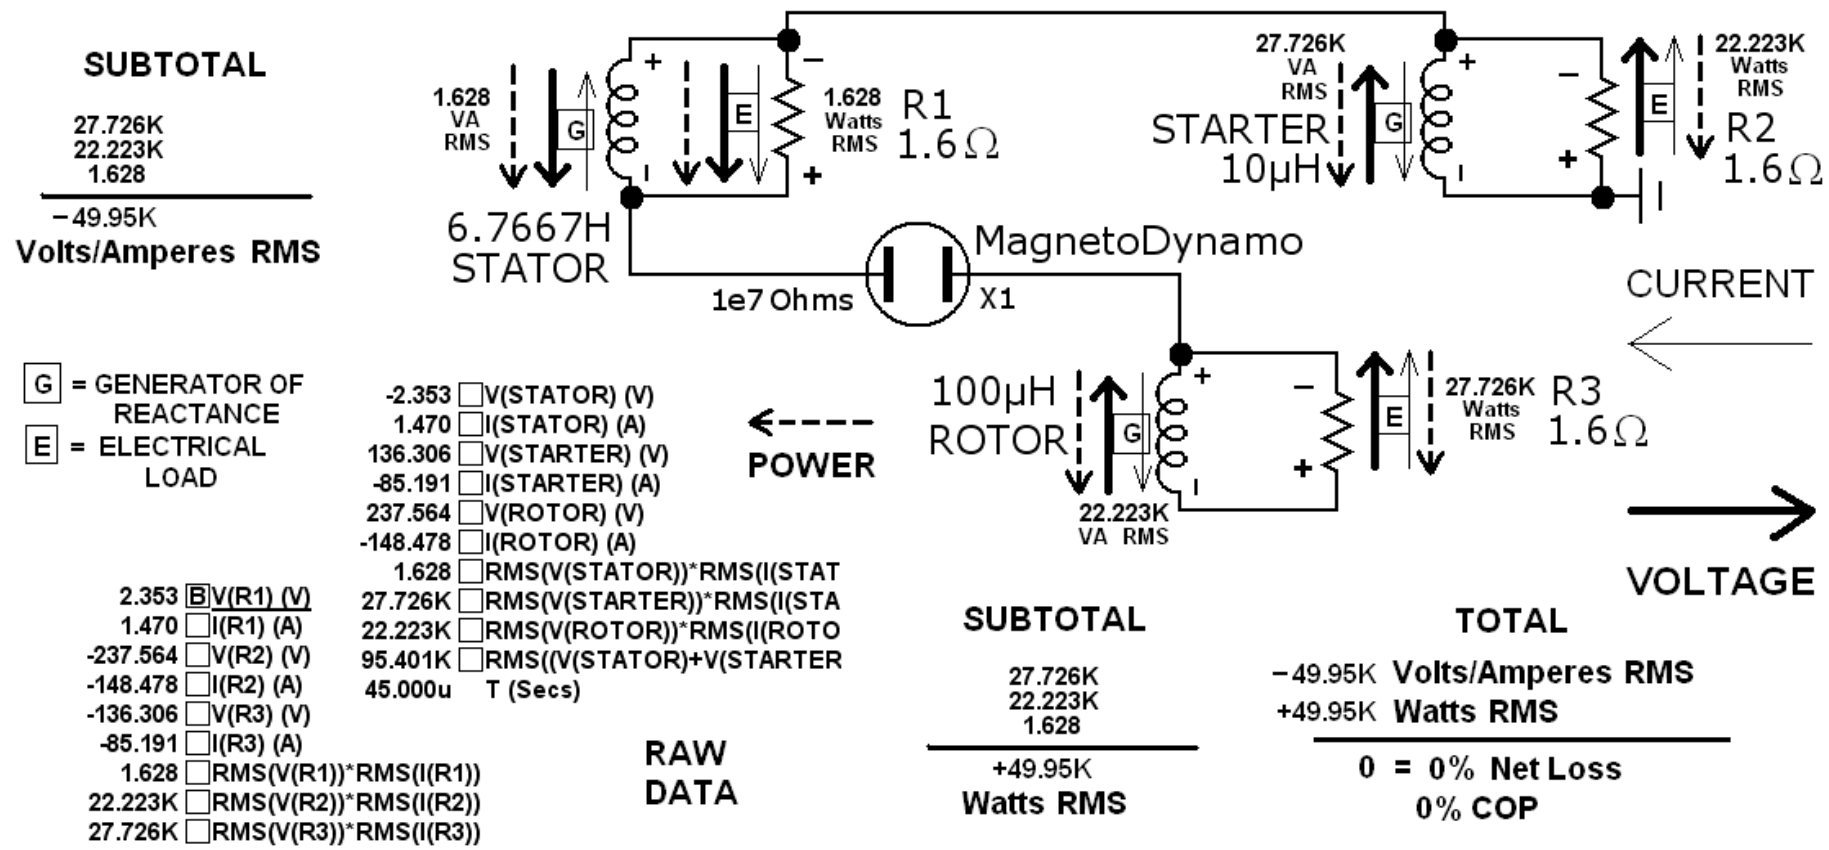 SUBTOTAL
27.726K
22.223K
1.628
−49.95K
Volts/Amperes RMS
1.628
VA
RMS
G
+
−
6.7667H
STATOR
E
1.628
Watts
RMS
−
+
R1
1.6Ω
27.726K
VA
RMS
STARTER
10µH
G
+
−
−
+
E
22.223K
Watts
RMS
R2
1.6Ω
MagnetoDynamo
1e7 Ohms
X1
CURRENT
G = GENERATOR OF
REACTANCE
E = ELECTRICAL
LOAD
-2.353 V(STATOR) (V)
1.470 I(STATOR) (A)
136.306 V(STARTER) (V)
-85.191 I(STARTER) (A)
237.564 V(ROTOR) (V)
-148.478 I(ROTOR) (A)
1.628 RMS(V(STATOR))*RMS(I(STAT
27.726K RMS(V(STARTER))*RMS(I(STA
22.223K RMS(V(ROTOR))*RMS(I(ROTO
95.401K RMS((V(STATOR)+V(STARTER
45.000u T (Secs)
POWER
100µH
ROTOR
G
22.223K
VA RMS
+
−
−
+
E
27.726K
Watts
RMS
R3
1.6Ω
VOLTAGE
2.353 B V(R1) (V)
1.470 I(R1) (A)
-237.564 V(R2) (V)
-148.478 I(R2) (A)
-136.306 V(R3) (V)
-85.191 I(R3) (A)
1.628 RMS(V(R1))*RMS(I(R1))
22.223K RMS(V(R2))*RMS(I(R2))
27.726K RMS(V(R3))*RMS(I(R3))
RAW
DATA
SUBTOTAL
27.726K
22.223K
1.628
+49.95K
Watts RMS
TOTAL
−49.95K Volts/Amperes RMS
+49.95K Watts RMS
0 = 0% Net Loss
0% COP